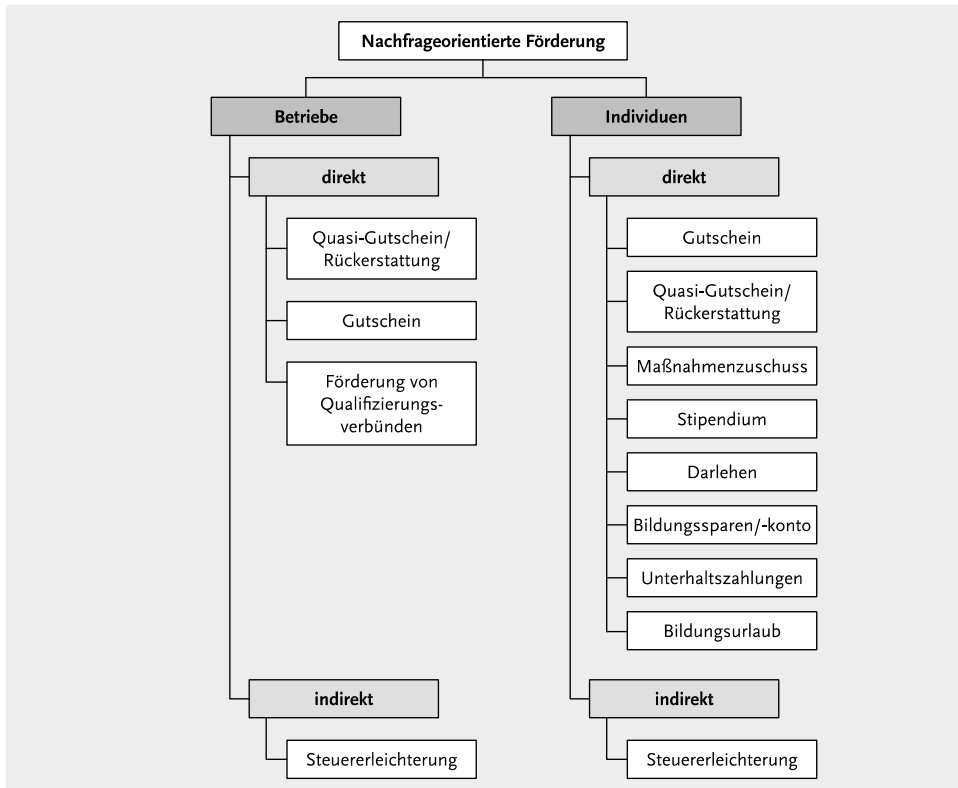 Nachfrageorientierte Förderung
Betriebe
direkt
Quasi-Gutschein/
Rückerstattung
Gutschein
Förderung von
Qualifizierungs-
verbünden
indirekt
Steuererleichterung
Individuen
direkt
Gutschein
Quasi-Gutschein/
Rückerstattung
Maßnahmenzuschuss
Stipendium
Darlehen
Bildungssparen/-konto
Unterhaltszahlungen
Bildungsurlaub
indirekt
Steuererleichterung